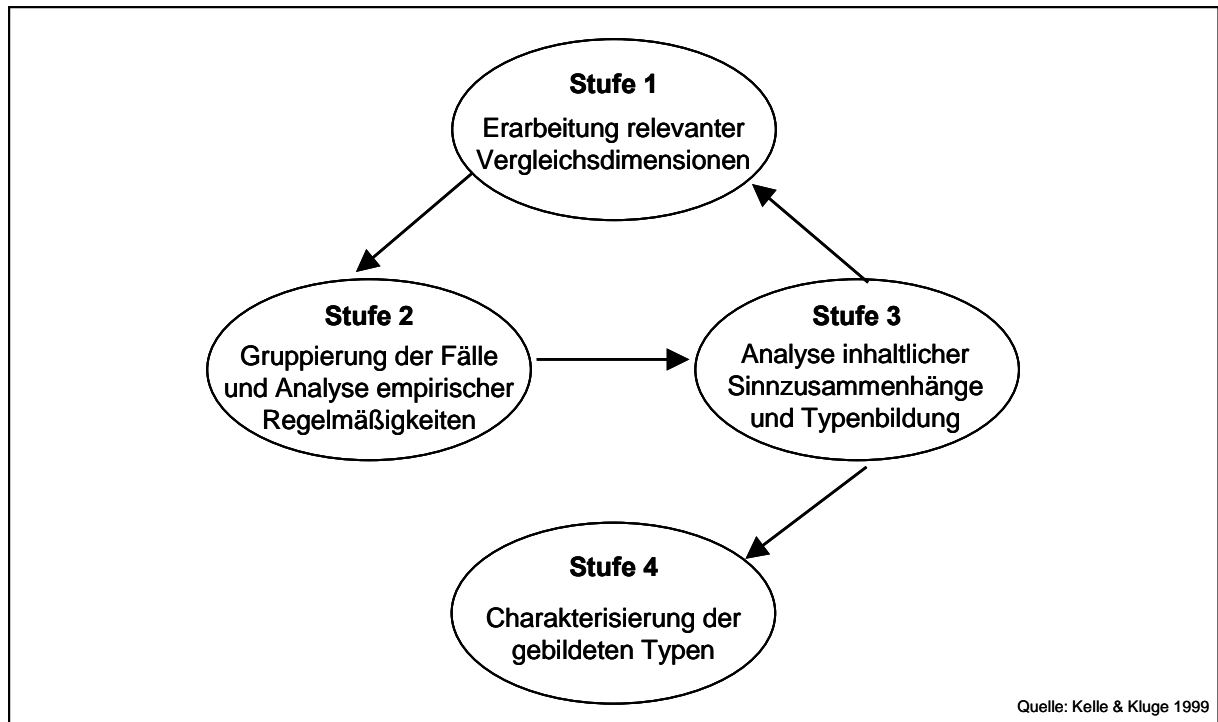 Stufe 1
Erarbeitung relevanter
Vergleichsdimensionen
Stufe 2
Gruppierung der Fälle
und Analyse empirischer
Regelmäßigkeiten
Stufe 3
Analyse inhaltlicher
Sinnzusammenhänge
und Typenbildung
Stufe 4
Charakterisierung der
gebildeten Typen
Quelle: Kelle & Kluge 1999